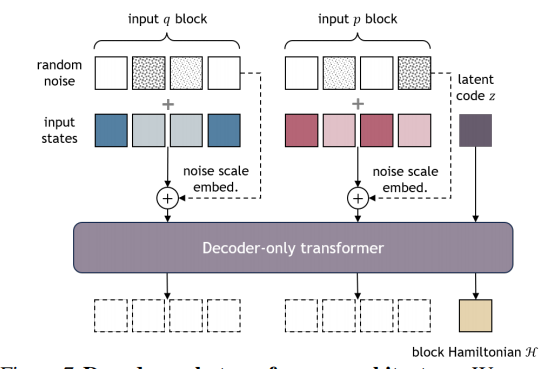 input q block
input p block
random
noise
latent
code z
input
states
noise scale
embed.
noise scale
embed.
Decoder-only transformer
block Hamiltonian ℋ